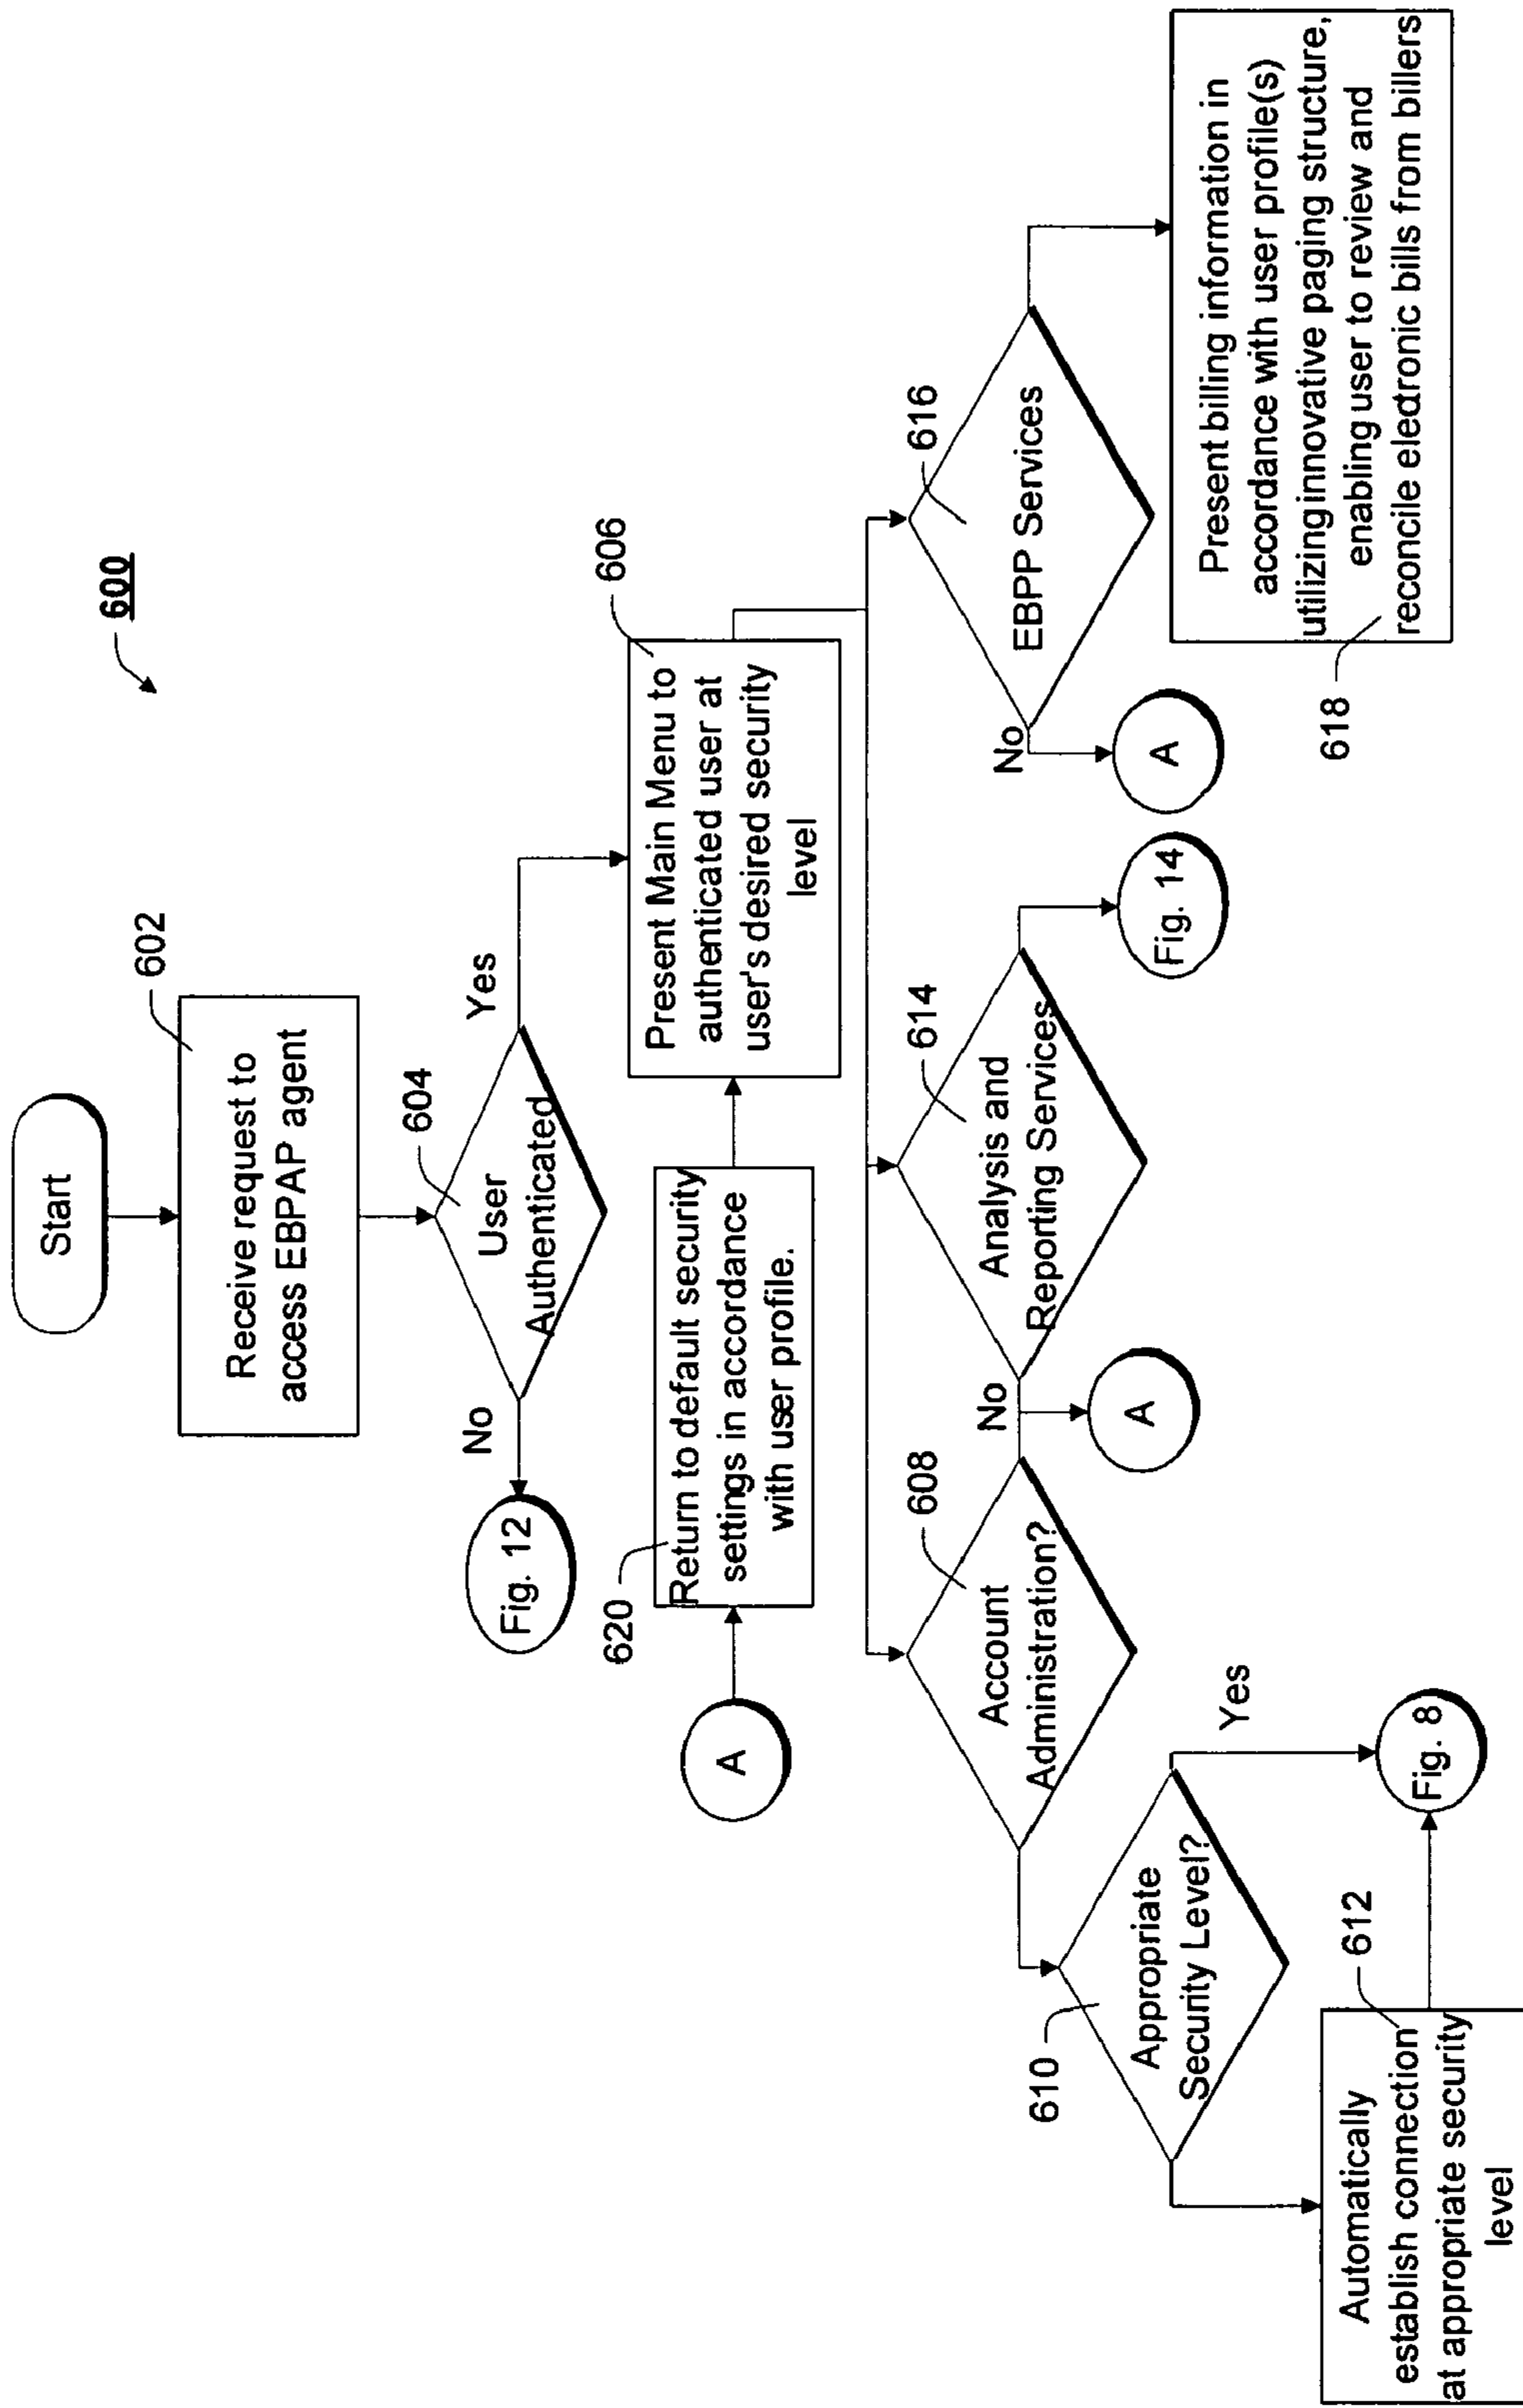 600
Start
602
Receive request to
access EBPAP agent
604
User
Authenticated
No
Yes
Fig. 12
606
Present Main Menu to
authenticated user at
user's desired security
level
620
Return to default security
settings in accordance
with user profile.
A
608
Account
Administration?
No
A
614
Analysis and
Reporting Services
Fig. 14
616
EBPP Services
No
A
610
Appropriate
Security Level?
Yes
Fig. 8
612
Automatically
establish connection
at appropriate security
level
618
Present billing information in
accordance with user profile(s)
utilizing innovative paging structure,
enabling user to review and
reconcile eledronic bills from billers